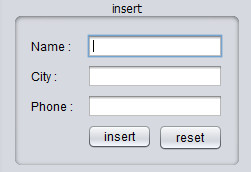 insert
Name :
City :
Phone :
insert reset